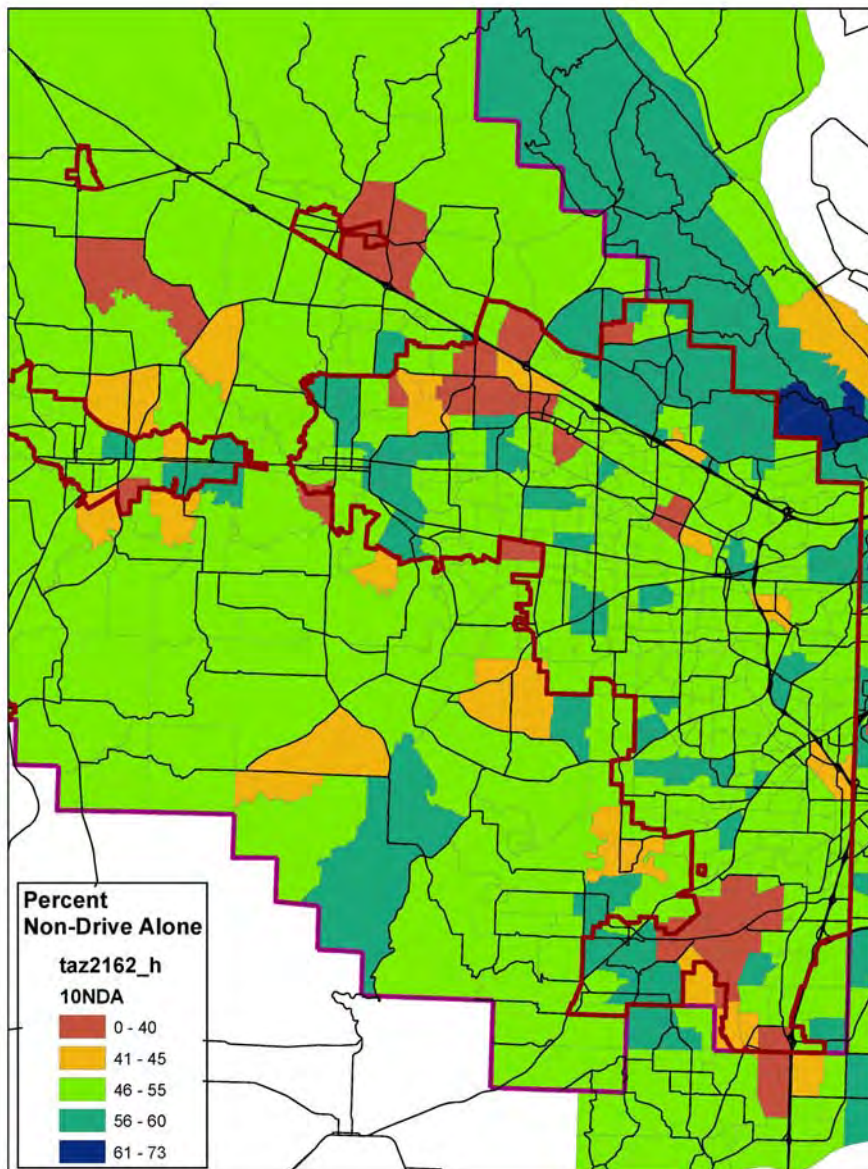 Percent
Non-Drive Alone
taz2162_h
10NDA
0 - 40
41 - 45
46 - 55
56 - 60
61 - 73